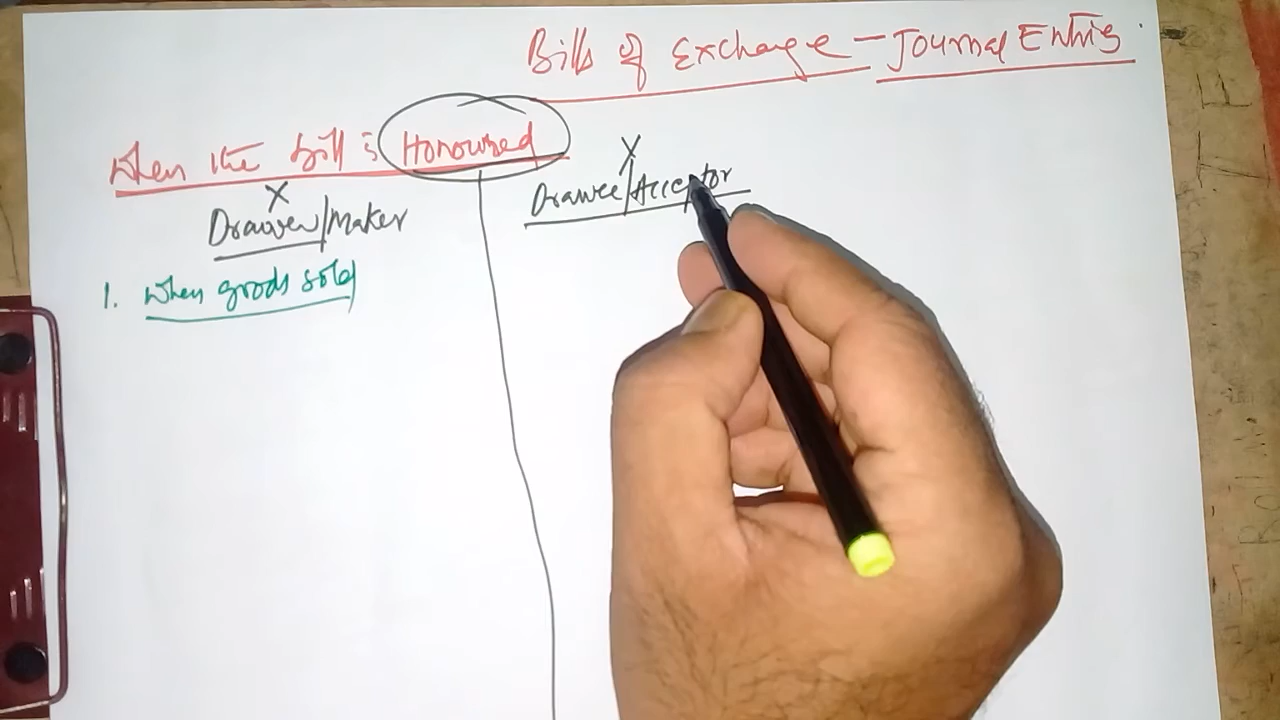 Bills of Exchange - Journal Entries
When the bill is Honoured
X
Drawer/Maker
X
Drawee/Acceptor
1. When goods sold